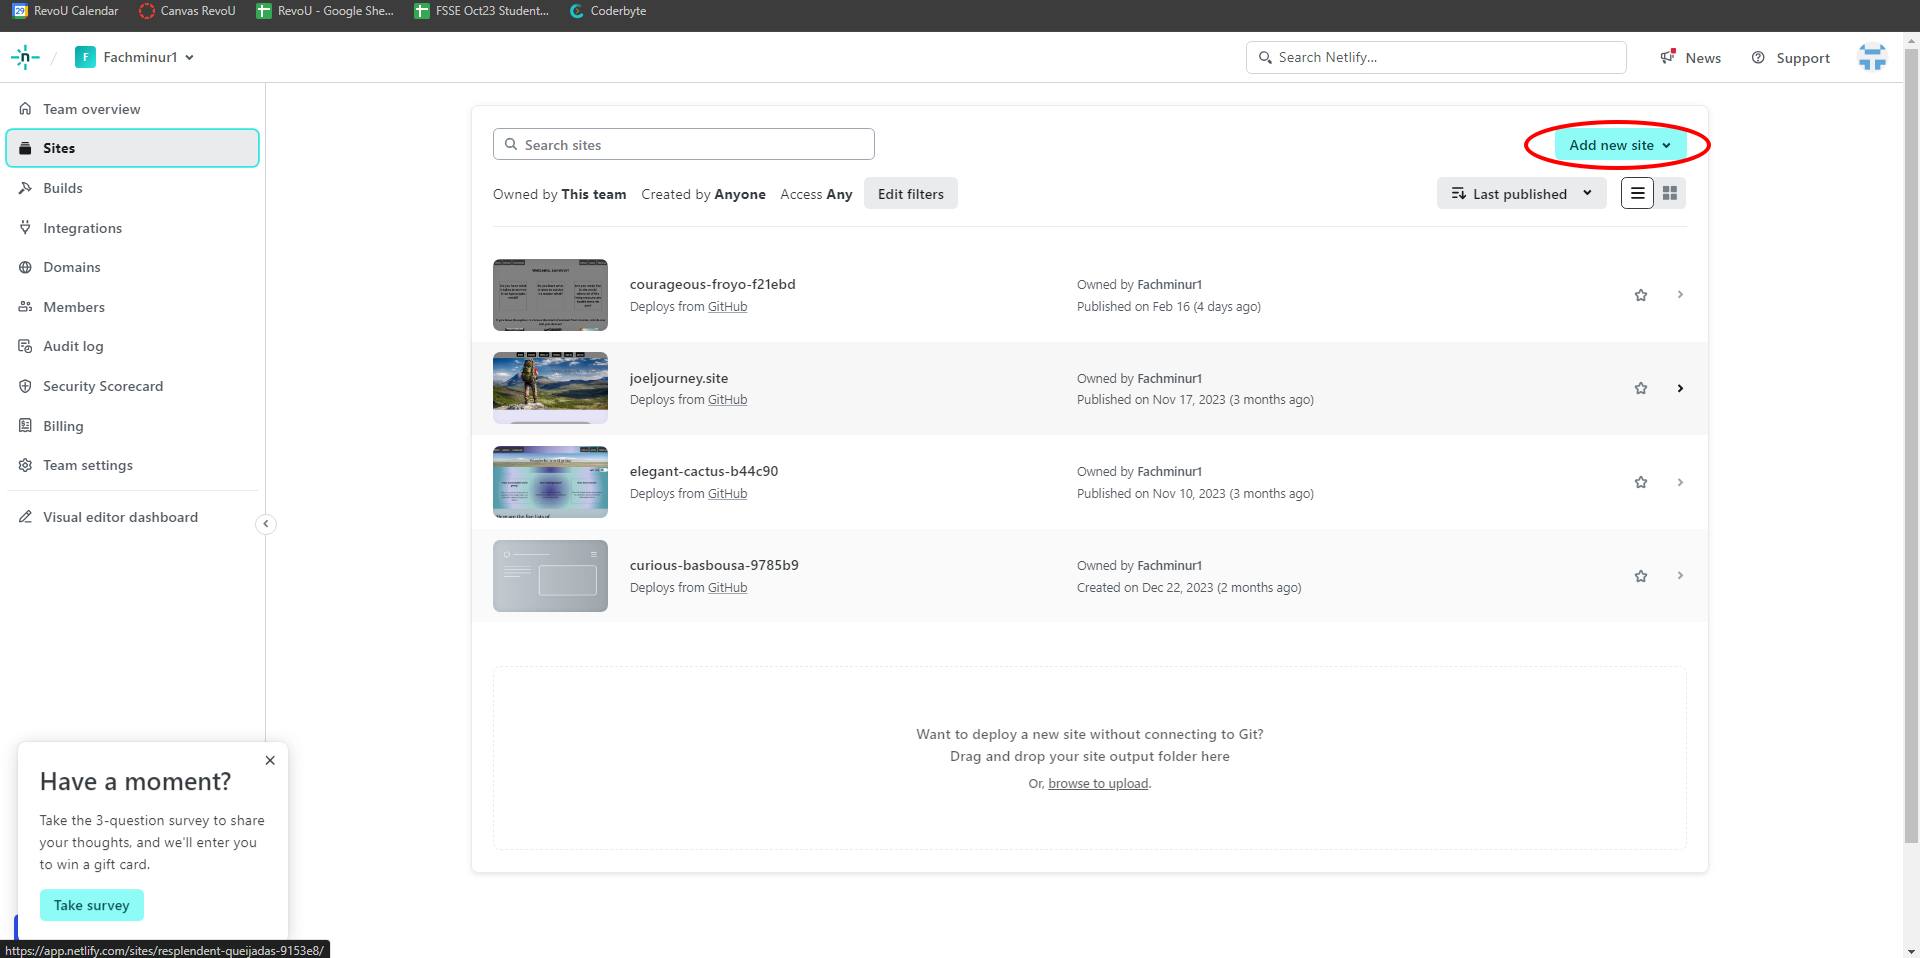 RevoU Calendar
Canvas RevoU
RevoU - Google She...
FSSE Oct23 Student...
Coderbyte
F Fachminur1
Search Netlify...
News
Support
Team overview
Sites
Builds
Integrations
Domains
Members
Audit log
Security Scorecard
Billing
Team settings
Visual editor dashboard
Search sites
Add new site
Owned by This team Created by Anyone Access Any Edit filters
Last published
courageous-froyo-f21ebd
Deploys from GitHub
Owned by Fachminur1
Published on Feb 16 (4 days ago)
joeljourney.site
Deploys from GitHub
Owned by Fachminur1
Published on Nov 17, 2023 (3 months ago)
elegant-cactus-b44c90
Deploys from GitHub
Owned by Fachminur1
Published on Nov 10, 2023 (3 months ago)
curious-basbousa-9785b9
Deploys from GitHub
Owned by Fachminur1
Created on Dec 22, 2023 (2 months ago)
Want to deploy a new site without connecting to Git?
Drag and drop your site output folder here
Or, browse to upload.
Have a moment?
Take the 3-question survey to share
your thoughts, and we'll enter you
to win a gift card.
Take survey
https://app.netlify.com/sites/resplendent-queijadas-9153e8/